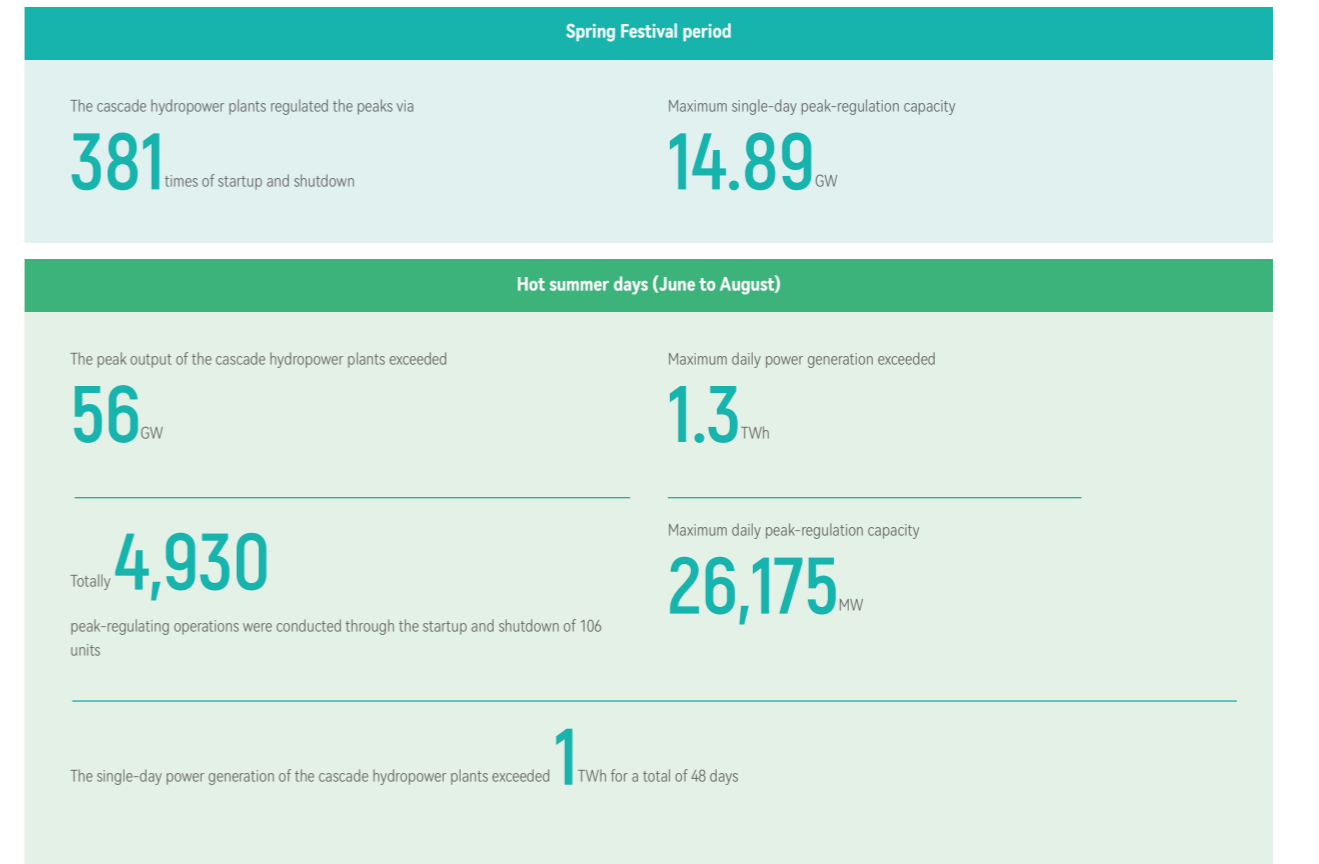 Spring Festival period
The cascade hydropower plants regulated the peaks via
381 times of startup and shutdown
Maximum single-day peak-regulation capacity
14.89 GW
Hot summer days (June to August)
The peak output of the cascade hydropower plants exceeded
56 GW
Maximum daily power generation exceeded
1.3 TWh
Totally 4,930
peak-regulating operations were conducted through the startup and shutdown of 106
units
Maximum daily peak-regulation capacity
26,175 MW
The single-day power generation of the cascade hydropower plants exceeded 1 TWh for a total of 48 days